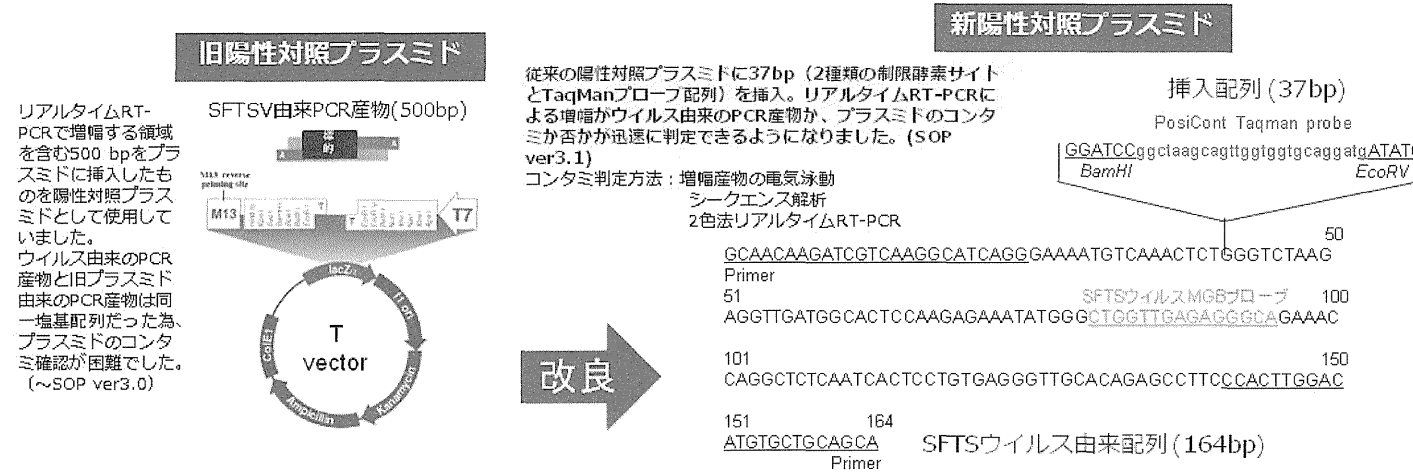 旧陽性対照プラスミド
リアルタイムRT-
PCRで増幅する領域
を含む500 bpをプラ
スミドに挿入したも
のを陽性対照プラス
ミドとして使用して
いました。
ウイルス由来のPCR
産物と旧プラスミド
由来のPCR産物は同
一塩基配列だった為、
プラスミドのコンタ
ミ確認が困難でした。
(～SOP ver3.0)
SFTSV由来PCR産物(500bp)
標的
A
A
M13 reverse
priming site
M13
T7
lacZα
f1 ori
Kanamycin
Ampicillin
ColE1
T
vector
改良
新陽性対照プラスミド
従来の陽性対照プラスミドに37bp（2種類の制限酵素サイト
とTaqManプローブ配列）を挿入。リアルタイムRT-PCRに
よる増幅がウイルス由来のPCR産物か、プラスミドのコンタ
ミか否かが迅速に判定できるようになりました。(SOP
ver3.1)
コンタミ判定方法：増幅産物の電気泳動
シークエンス解析
2色法リアルタイムRT-PCR
挿入配列 (37bp)
PosiCont Taqman probe
GGATCCggctaagcagttggtggtgcaggatgATAT
BamHI
EcoRV
50
GCAACAAGATCGTCAAGGCATCAGGGAAAATGTCAAACTCTGGGTCTAAG
Primer
51
SFTSウイルスMGBプローブ
100
AGGTTGATGGCACTCCAAGAGAAATATGGGCTGGTTGAGAGGGCAGAAAC
101
150
CAGGCTCTCAATCACTCCTGTGAGGGTTGCACAGAGCCTTCCCACTTGGAC
151
164
ATGTGCTGCAGCA
Primer
SFTSウイルス由来配列(164bp)